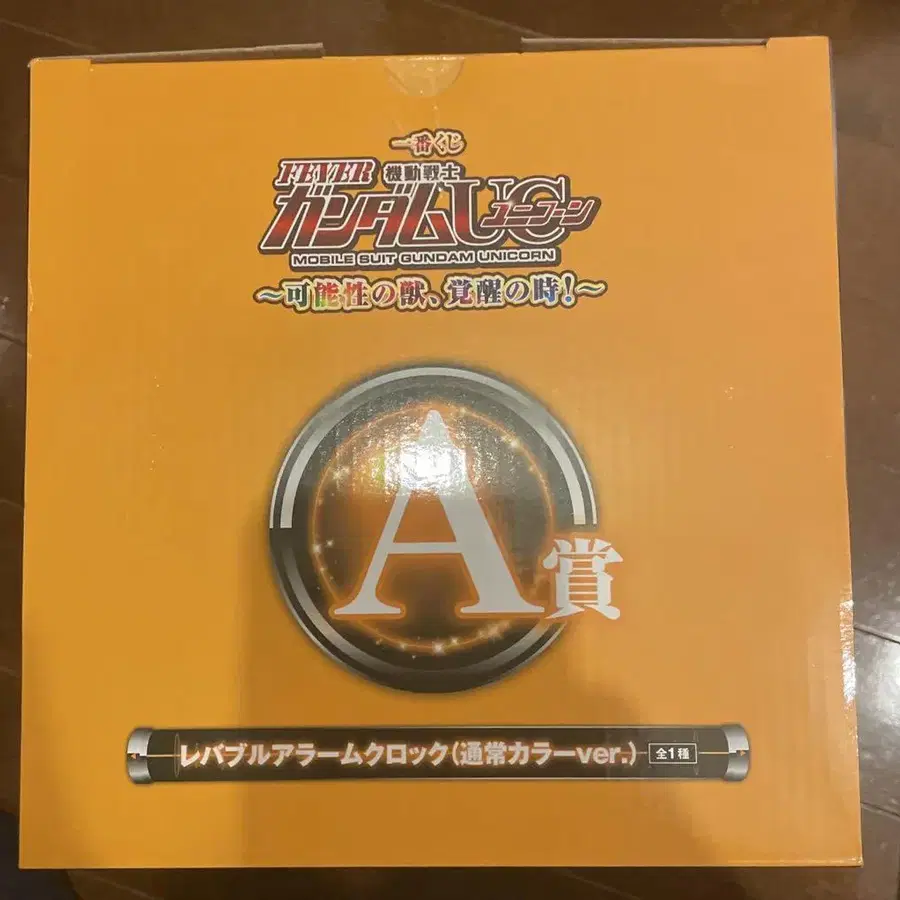 一番くじ
FEVER 機動戦士
ガンダムUC ユニコーン
MOBILE SUIT GUNDAM UNICORN
～可能性の獣、覚醒の時！～
A賞
レバブルアラームクロック(通常カラーver.) 全1種